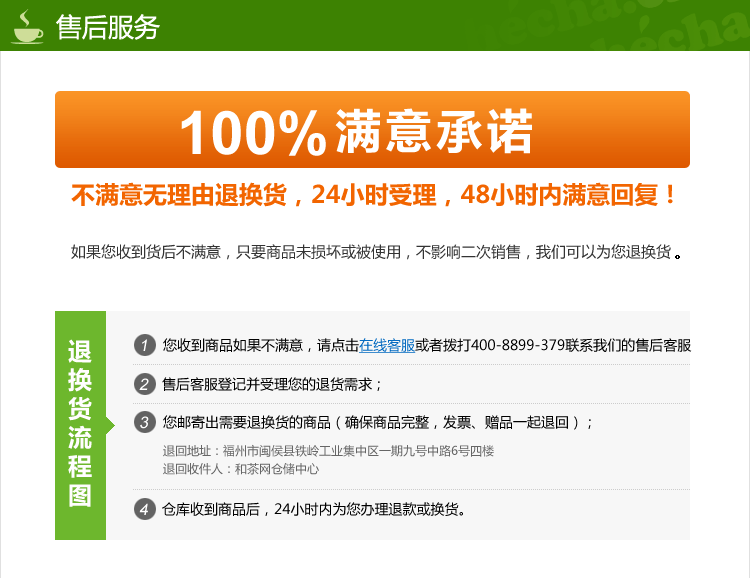 售后服务
hécha.c
hécha
100%满意承诺
不满意无理由退换货，24小时受理，48小时内满意回复！
如果您收到货后不满意，只要商品未损坏或被使用，不影响二次销售，我们可以为您退换货。
退换货流程图
1 您收到商品如果不满意，请点击在线客服或者拨打400-8899-379联系我们的售后客服
2 售后客服登记并受理您的退货需求；
3 您邮寄出需要退换货的商品（确保商品完整，发票、赠品一起退回）；
退回地址：福州市闽侯县铁岭工业集中区一期九号中路6号四楼
退回收件人：和茶网仓储中心
4 仓库收到商品后，24小时内为您办理退款或换货。